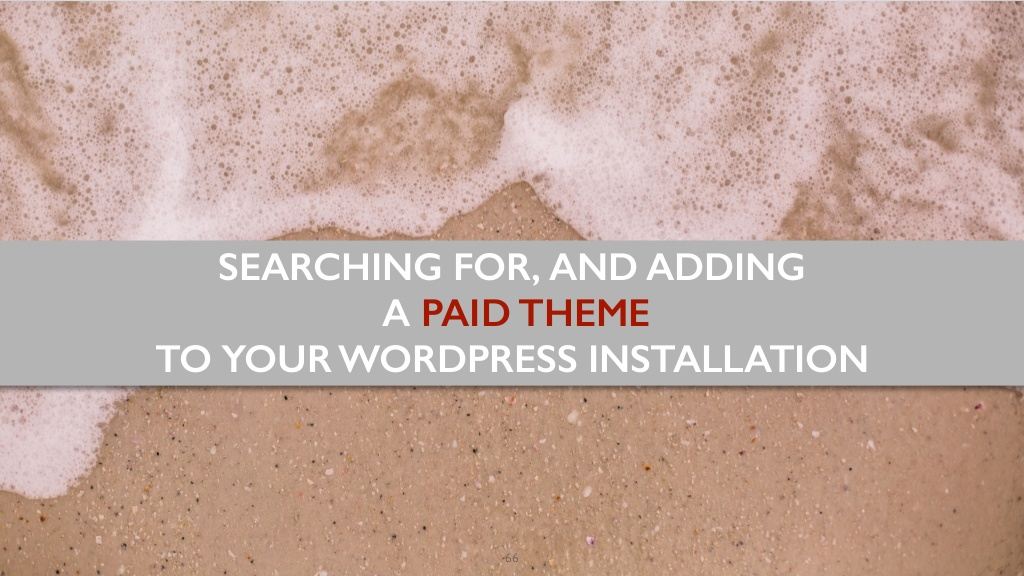 SEARCHING FOR, AND ADDING
A PAID THEME
TO YOUR WORDPRESS INSTALLATION
66